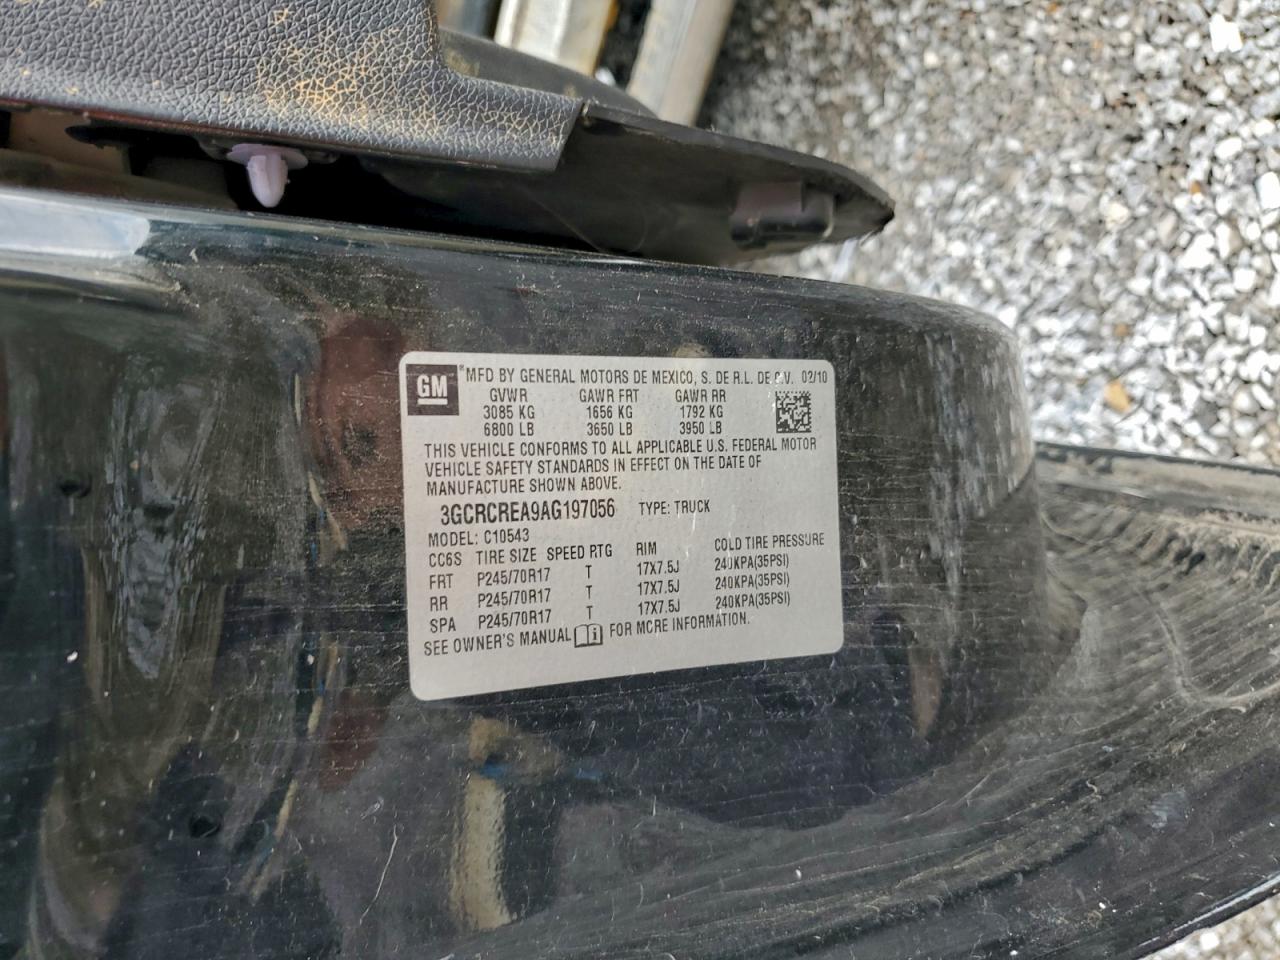 GM
MFD BY GENERAL MOTORS DE MEXICO, S. DE R.L. DE C.V. 02/10
GVWR GAWR FRT GAWR RR
3085 KG 1656 KG 1792 KG
6800 LB 3650 LB 3950 LB
THIS VEHICLE CONFORMS TO ALL APPLICABLE U.S. FEDERAL MOTOR
VEHICLE SAFETY STANDARDS IN EFFECT ON THE DATE OF
MANUFACTURE SHOWN ABOVE.
3GCRCREA9AG197056 TYPE: TRUCK
MODEL: C10543
CC6S TIRE SIZE SPEED RTG RIM COLD TIRE PRESSURE
FRT P245/70R17 T 17X7.5J 240KPA(35PSI)
RR P245/70R17 T 17X7.5J 240KPA(35PSI)
SPA P245/70R17 T 17X7.5J 240KPA(35PSI)
SEE OWNER'S MANUAL FOR MORE INFORMATION.